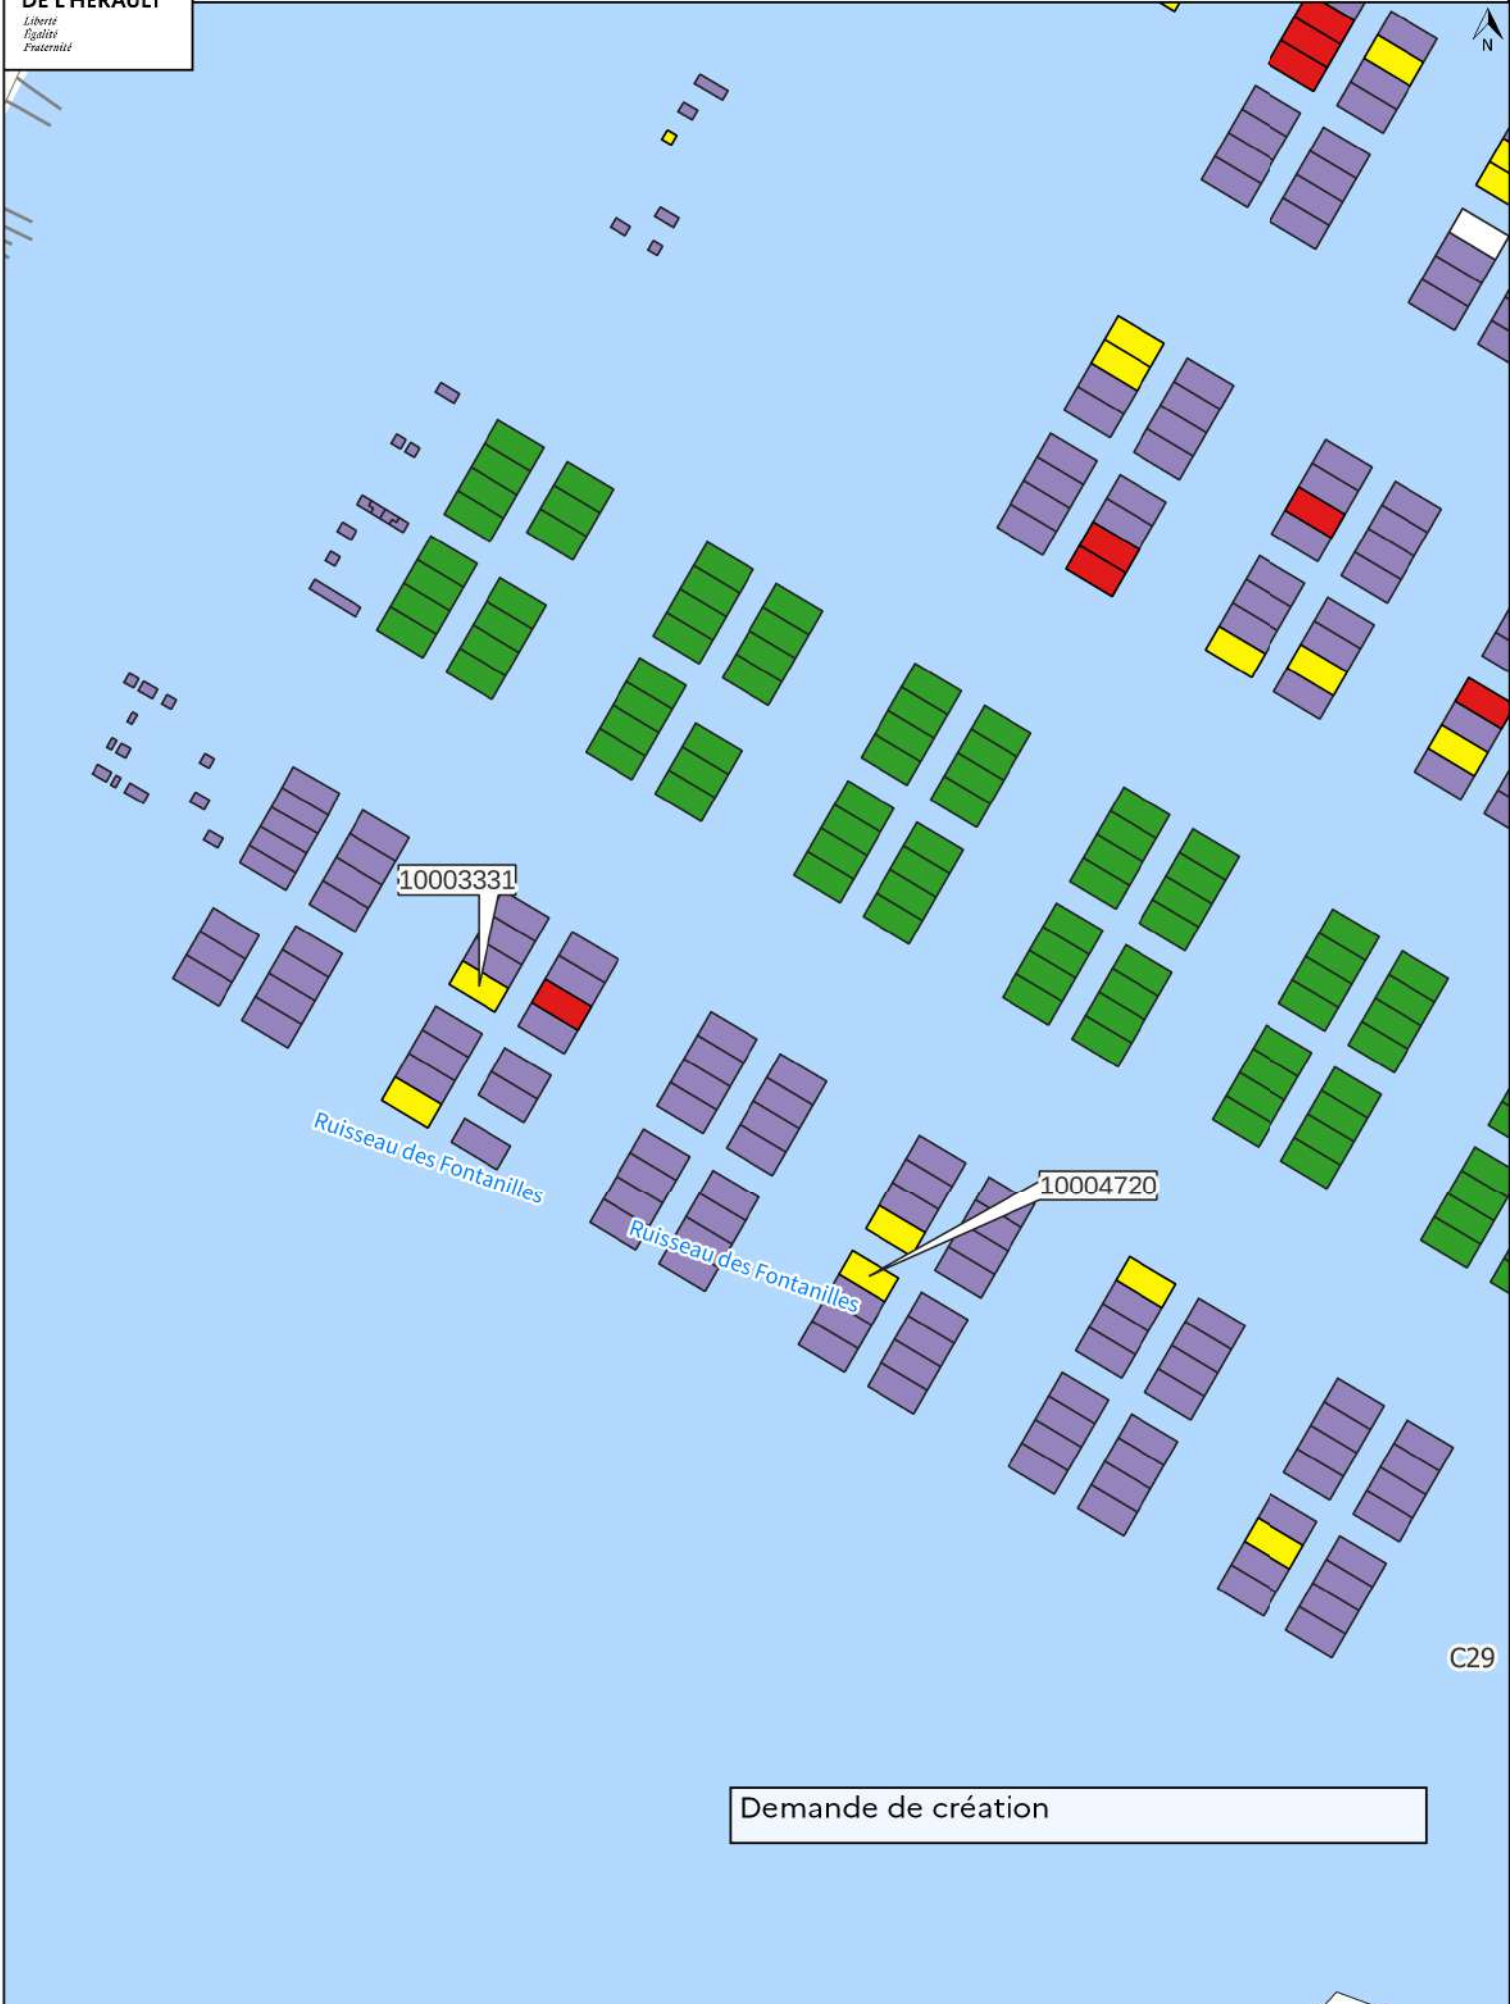 DE L'HÉRAULT
Liberté
Égalité
Fraternité
N
10003331
Ruisseau des Fontanilles
10004720
Ruisseau des Fontanilles
C29
Demande de création